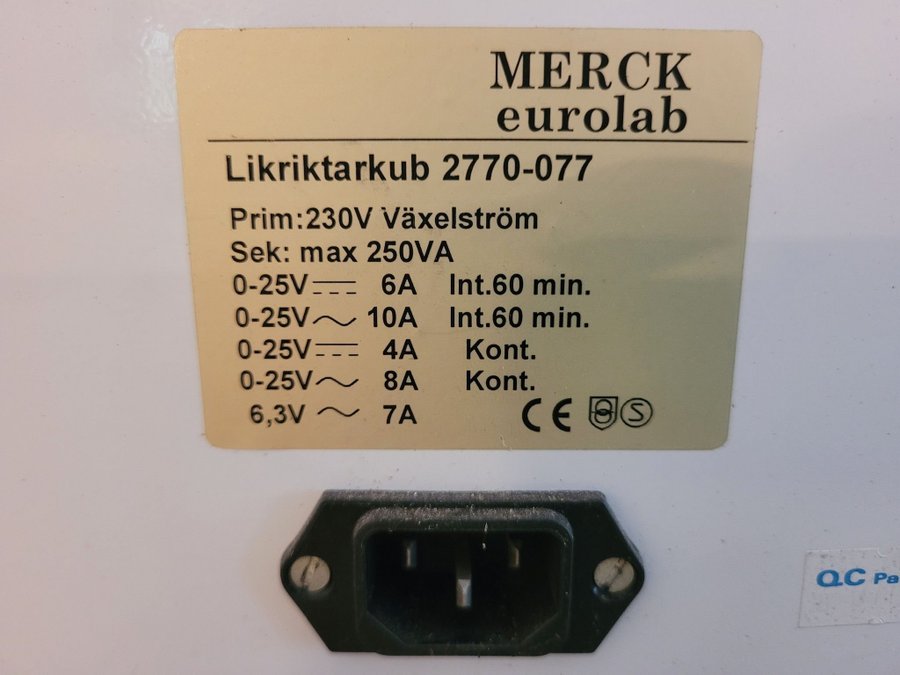 MERCK
eurolab
Likriktarkub 2770-077
Prim:230V Växelström
Sek: max 250VA
0-25V⎓ 6A Int.60 min.
0-25V~ 10A Int.60 min.
0-25V⎓ 4A Kont.
0-25V~ 8A Kont.
6,3V ~ 7A
CE S
QC Pa